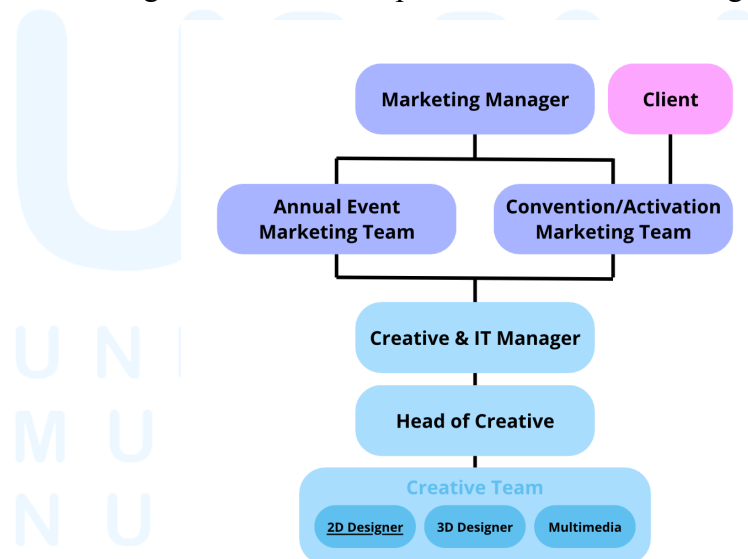 Marketing Manager
Client
Annual Event
Marketing Team
Convention/Activation
Marketing Team
Creative & IT Manager
Head of Creative
Creative Team
2D Designer
3D Designer
Multimedia
U
U N
M U
N U